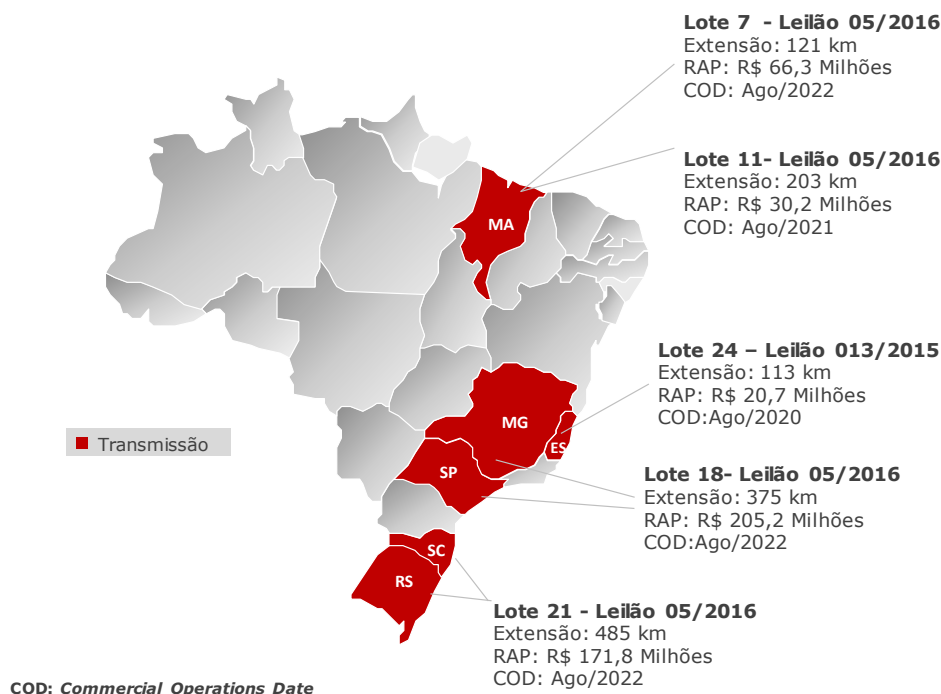 Lote 7 - Leilão 05/2016
Extensão: 121 km
RAP: R$ 66,3 Milhões
COD: Ago/2022
Lote 11- Leilão 05/2016
Extensão: 203 km
RAP: R$ 30,2 Milhões
COD: Ago/2021
MA
Lote 24 – Leilão 013/2015
Extensão: 113 km
RAP: R$ 20,7 Milhões
COD:Ago/2020
MG
ES
Transmissão
SP
Lote 18- Leilão 05/2016
Extensão: 375 km
RAP: R$ 205,2 Milhões
COD:Ago/2022
SC
RS
Lote 21 - Leilão 05/2016
Extensão: 485 km
RAP: R$ 171,8 Milhões
COD: Ago/2022
COD: Commercial Operations Date